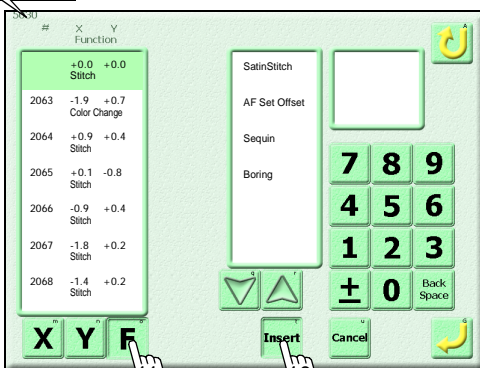 5630
# X Y
Function
+0.0 +0.0
Stitch
2063 -1.9 +0.7
Color Change
2064 +0.9 +0.4
Stitch
2065 +0.1 -0.8
Stitch
2066 -0.9 +0.4
Stitch
2067 -1.8 +0.2
Stitch
2068 -1.4 +0.2
Stitch
SatinStitch
AF Set Offset
Sequin
Boring
A
7 8 9
4 5 6
1 2 3
± 0 Back
Space
q r
X m Y n F o
Insert t
Cancel u
G